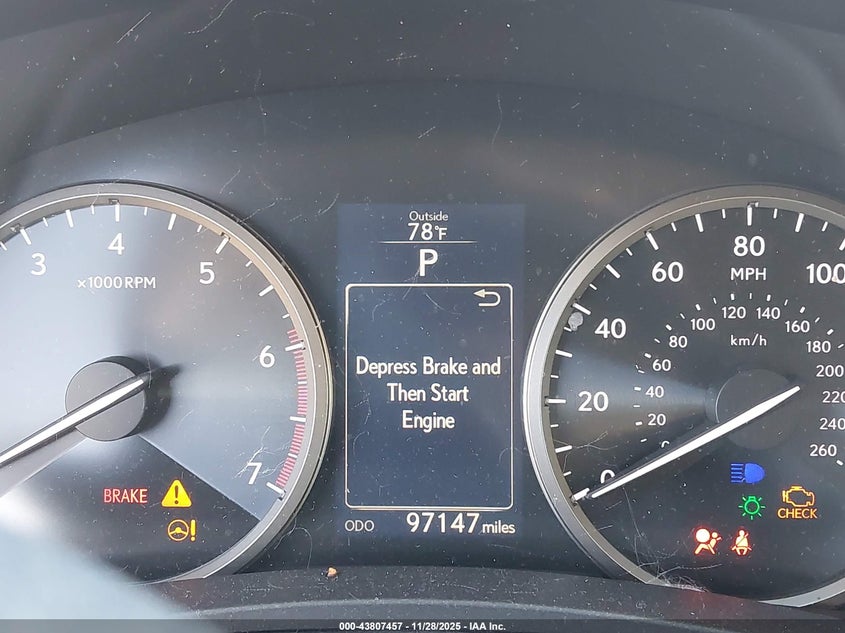 Outside
78°F
P
3
4
5
6
7
×1000RPM
Depress Brake and
Then Start
Engine
ODO 97147 miles
BRAKE
0
20
40
60
80
100
MPH
0
20
40
60
80
100
120
140
160
180
200
220
240
260
km/h
CHECK
000-43807457 - 11/28/2025 - IAA Inc.